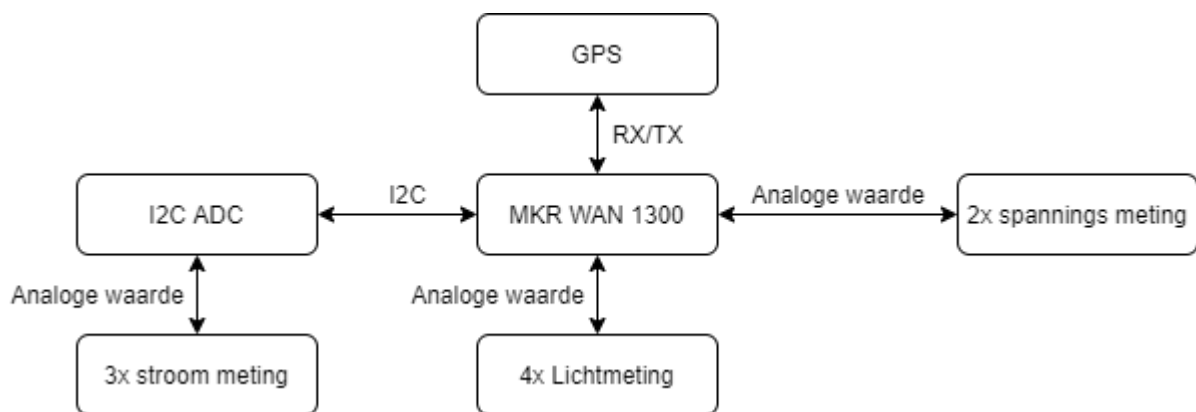 GPS
RX/TX
I2C ADC
I2C
MKR WAN 1300
Analoge waarde
2x spannings meting
Analoge waarde
Analoge waarde
3x stroom meting
4x Lichtmeting